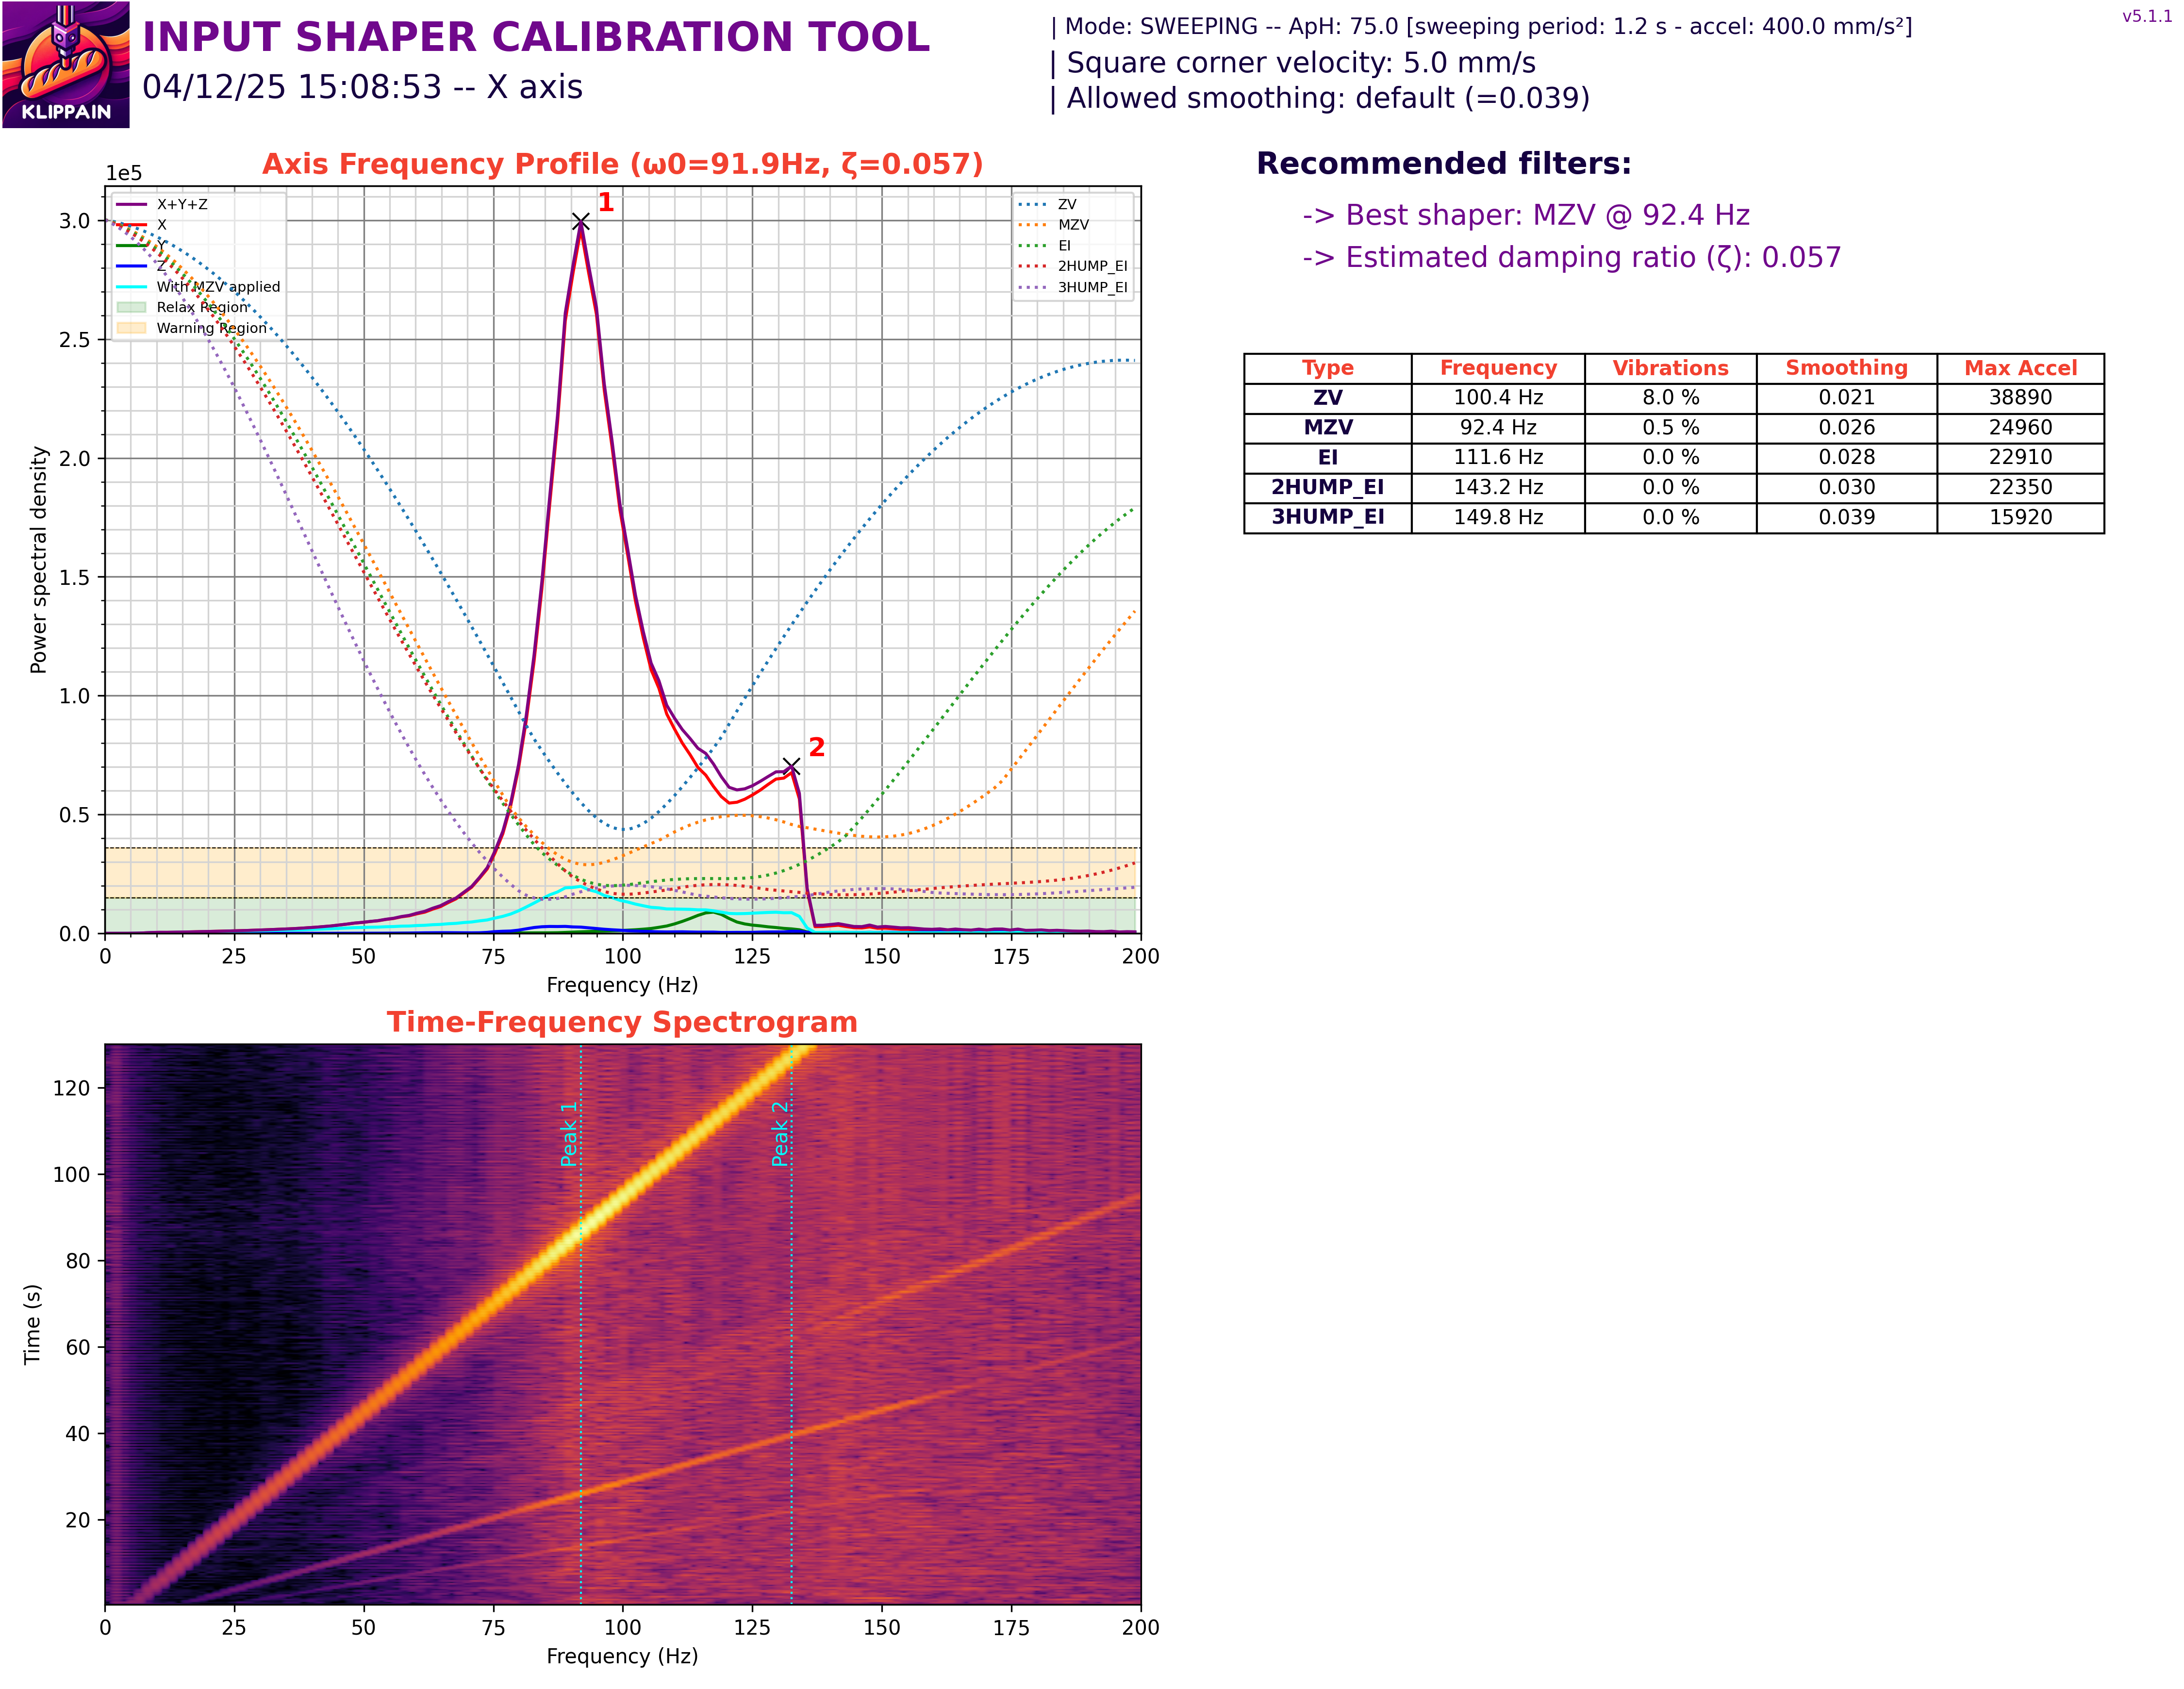 KLIPPAIN
INPUT SHAPER CALIBRATION TOOL
04/12/25 15:08:53 -- X axis
| Mode: SWEEPING -- ApH: 75.0 [sweeping period: 1.2 s - accel: 400.0 mm/s²]
| Square corner velocity: 5.0 mm/s
| Allowed smoothing: default (=0.039)
v5.1.1
Axis Frequency Profile (ω0=91.9Hz, ζ=0.057)
1e5
3.0
2.5
2.0
1.5
1.0
0.5
0.0
Power spectral density
X+Y+Z
X
Y
Z
With MZV applied
Relax Region
Warning Region
1
2
ZV
MZV
EI
2HUMP_EI
3HUMP_EI
0 25 50 75 100 125 150 175 200
Frequency (Hz)
Recommended filters:
-> Best shaper: MZV @ 92.4 Hz
-> Estimated damping ratio (ζ): 0.057
Type Frequency Vibrations Smoothing Max Accel
ZV 100.4 Hz 8.0 % 0.021 38890
MZV 92.4 Hz 0.5 % 0.026 24960
EI 111.6 Hz 0.0 % 0.028 22910
2HUMP_EI 143.2 Hz 0.0 % 0.030 22350
3HUMP_EI 149.8 Hz 0.0 % 0.039 15920
Time-Frequency Spectrogram
120
100
80
60
40
20
Time (s)
Peak 1
Peak 2
0 25 50 75 100 125 150 175 200
Frequency (Hz)